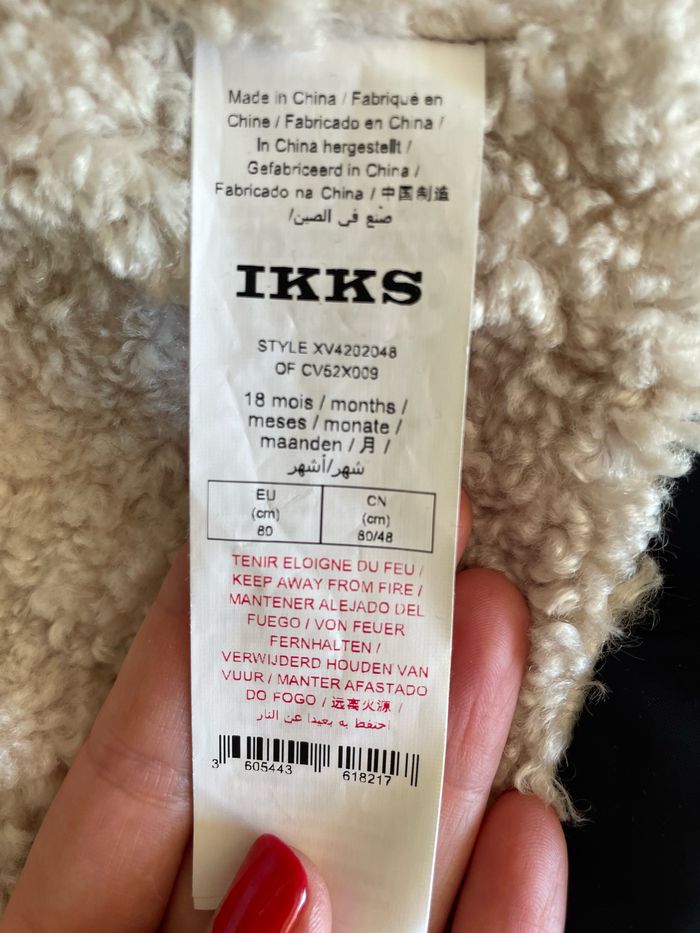 Made in China / Fabriqué en
Chine / Fabricado en China /
In China hergestellt /
Gefabriceerd in China /
Fabricado na China / 中国制造
صنع في الصين/
IKKS
STYLE XV4202048
OF CV52X009
18 mois / months /
meses / monate /
maanden / 月 /
شهر/أشهر
EU CN
(cm) (cm)
80 80/48
TENIR ELOIGNE DU FEU /
KEEP AWAY FROM FIRE /
MANTENER ALEJADO DEL
FUEGO / VON FEUER
FERNHALTEN /
VERWIJDERD HOUDEN VAN
VUUR / MANTER AFASTADO
DO FOGO / 远离火源 /
احتفظ به بعيدا عن النار
3 605443 618217